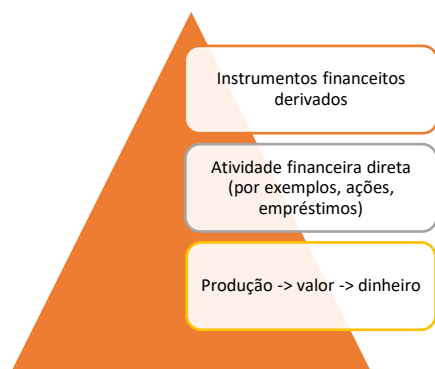 Instrumentos financeitos
derivados
Atividade financeira direta
(por exemplos, ações,
empréstimos)
Produção -> valor -> dinheiro